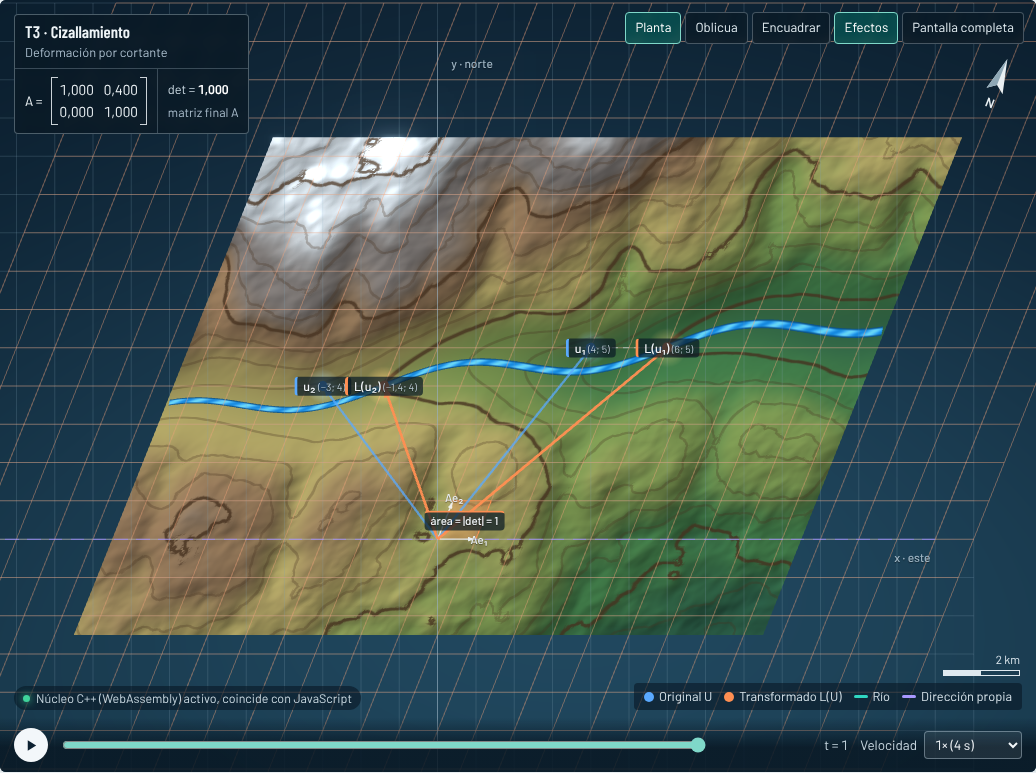 T3 · Cizallamiento
Deformación por cortante
A = 1,000 0,400
0,000 1,000
det = 1,000
matriz final A
Planta
Oblicua
Encuadrar
Efectos
Pantalla completa
y · norte
N
u₁ (4; 5)
L(u₁) (6; 5)
u₂ (−3; 4)
L(u₂) (−1,4; 4)
Ae₂
área = |det| = 1
Ae₁
x · este
2 km
Núcleo C++ (WebAssembly) activo, coincide con JavaScript
Original U
Transformado L(U)
Río
Dirección propia
t = 1
Velocidad
1× (4 s)